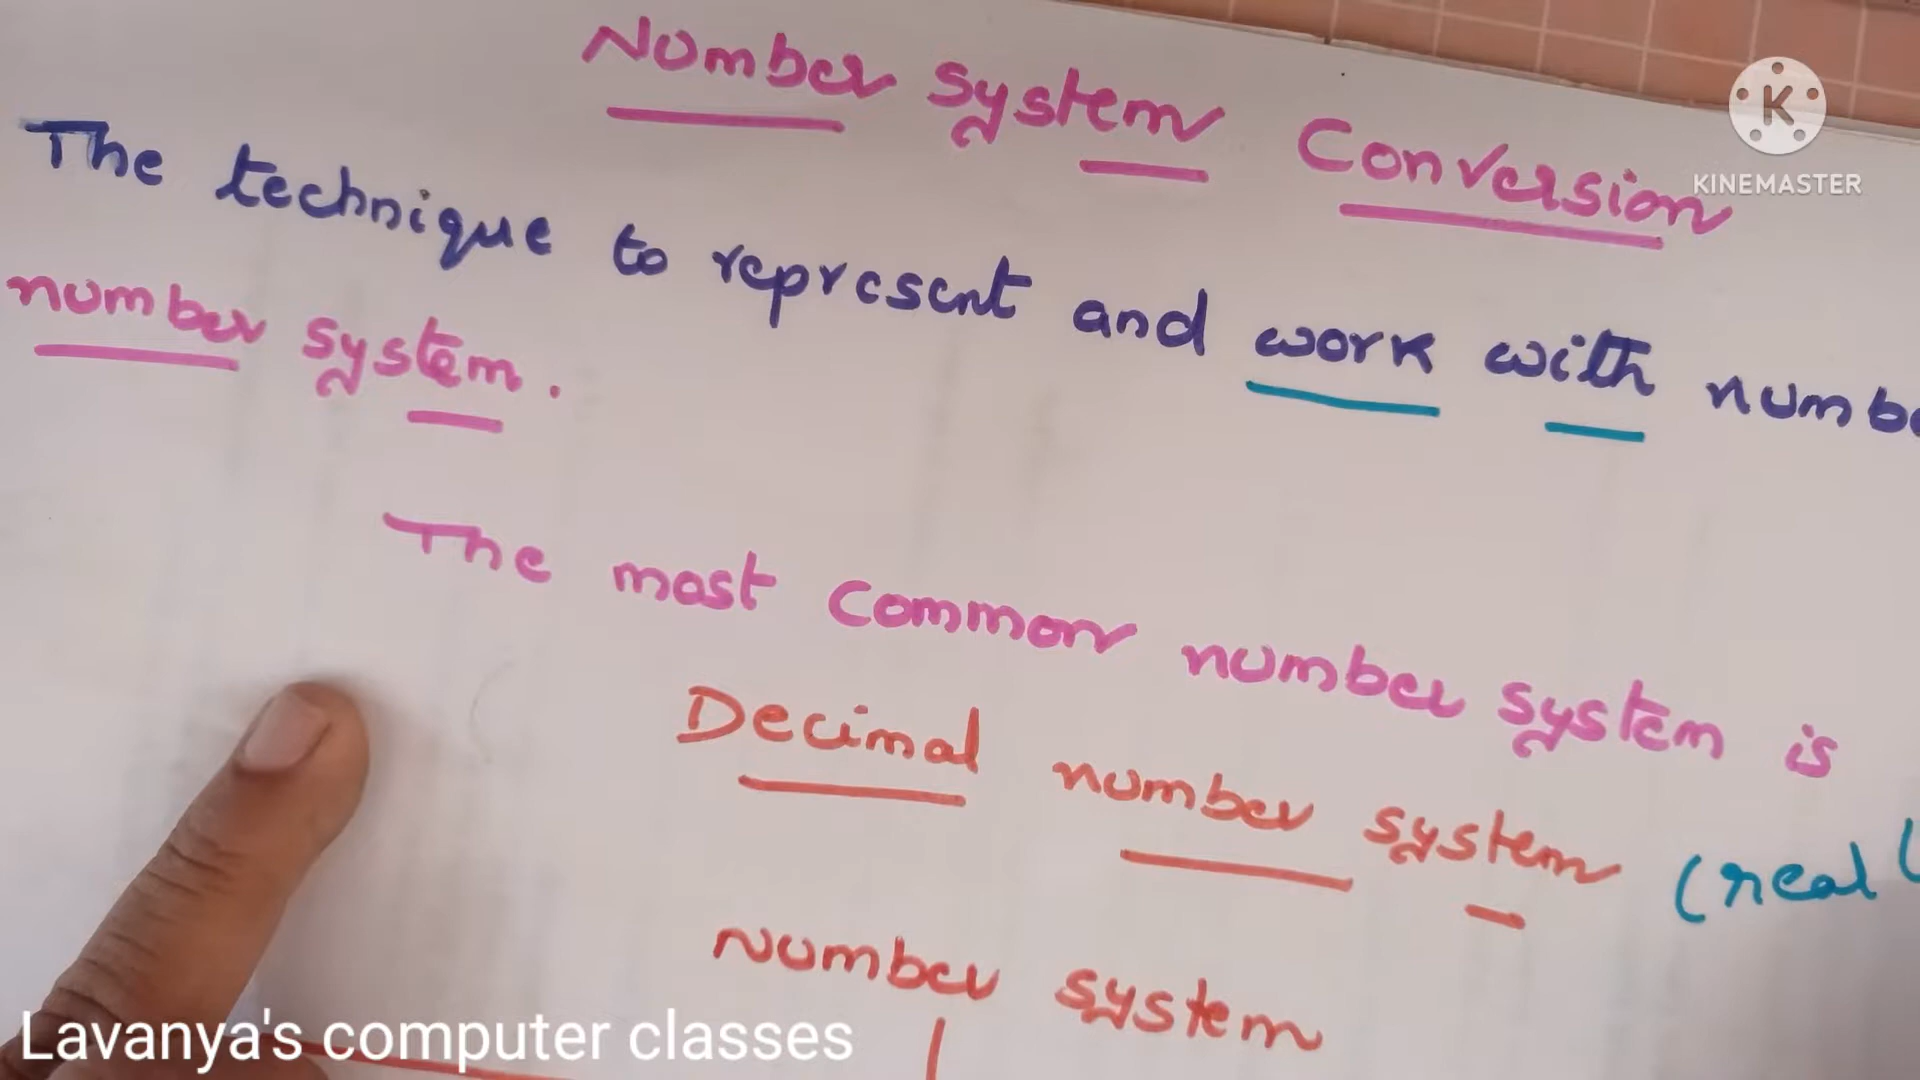 Number System Conversion
K
KINEMASTER
The technique to represent and work with
number system.
The most Common number system is
Decimal number system (real
Number system
Lavanya's computer classes